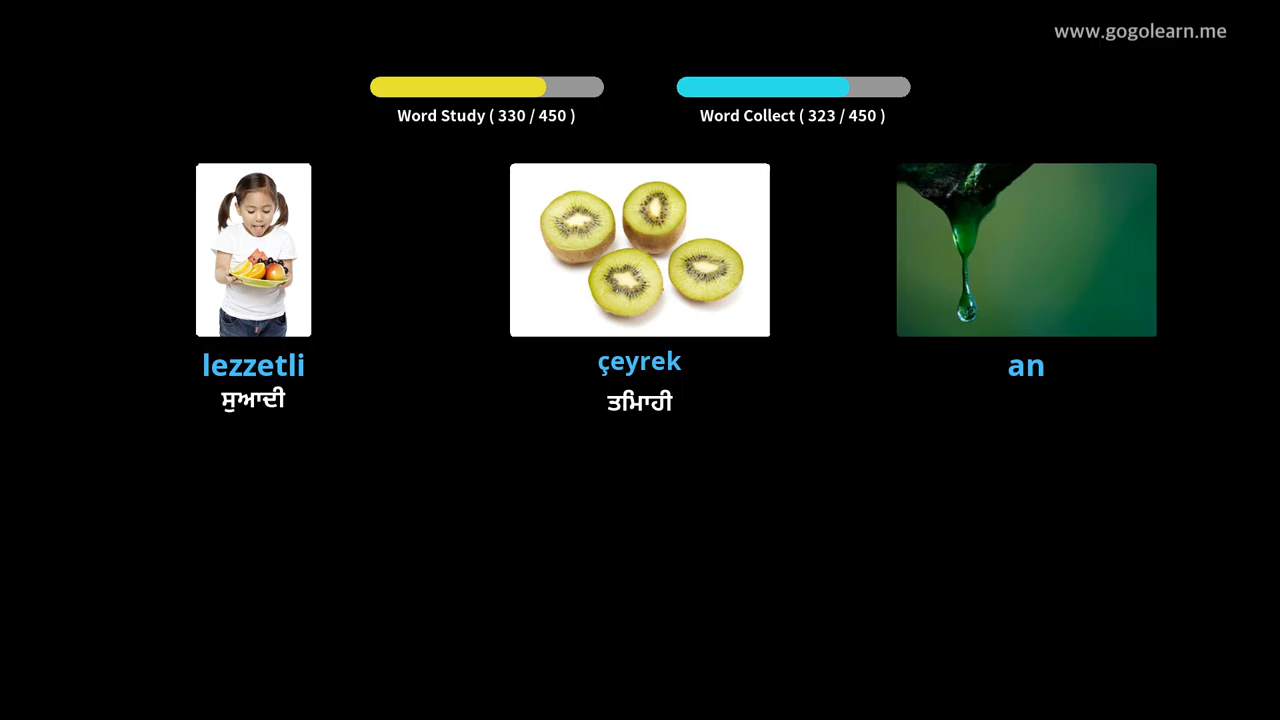 www.gogolearn.me
Word Study ( 330 / 450 )
Word Collect ( 323 / 450 )
lezzetli
ਸੁਆਦੀ
çeyrek
ਤਿਮਾਹੀ
an